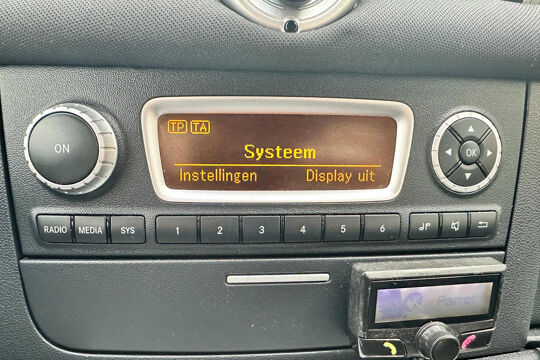 TP TA
Systeem
Instellingen Display uit
ON
OK
RADIO MEDIA SYS 1 2 3 4 5 6
Parrot